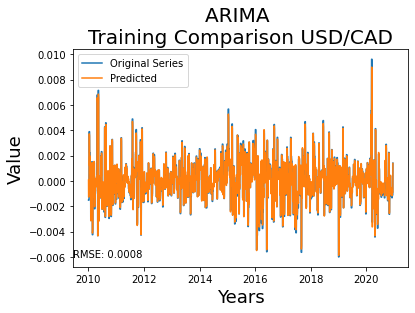 ARIMA
Training Comparison USD/CAD
Original Series
Predicted
0.010
0.008
0.006
0.004
0.002
0.000
−0.002
−0.004
−0.006
Value
RMSE: 0.0008
2010 2012 2014 2016 2018 2020
Years